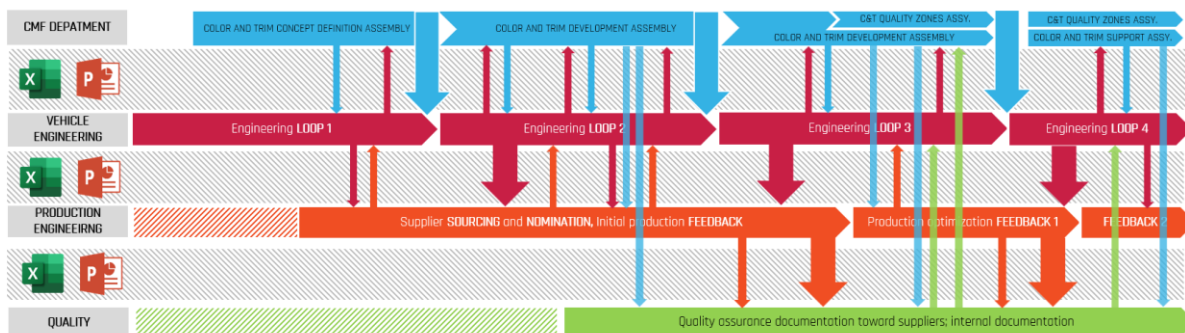 CMF DEPATMENT
COLOR AND TRIM CONCEPT DEFINITION ASSEMBLY
COLOR AND TRIM DEVELOPMENT ASSEMBLY
C&T QUALITY ZONES ASSY.
COLOR AND TRIM DEVELOPMENT ASSEMBLY
C&T QUALITY ZONES ASSY.
COLOR AND TRIM SUPPORT ASSY.
X
P
VEHICLE
ENGINEERING
Engineering LOOP 1
Engineering LOOP 2
Engineering LOOP 3
Engineering LOOP 4
X
P
PRODUCTION
ENGINEEIRNG
Supplier SOURCING and NOMINATION, Initial production FEEDBACK
Production optimization FEEDBACK 1
FEEDBACK 2
X
P
QUALITY
Quality assurance documentation toward suppliers; internal documentation